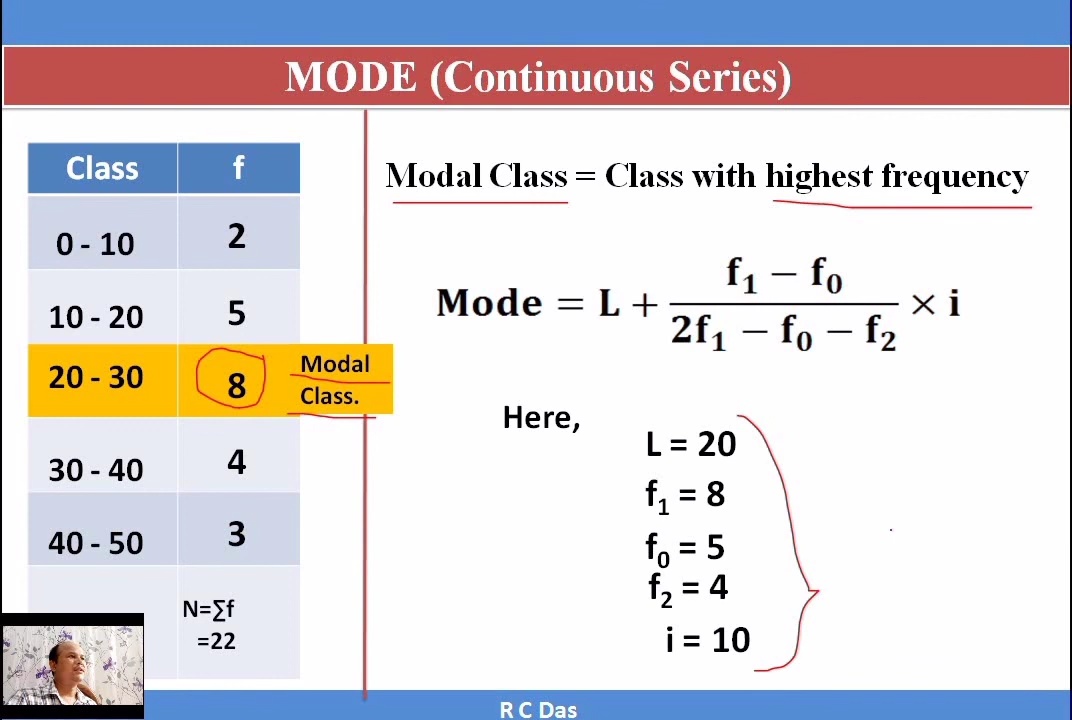 MODE (Continuous Series)
Class f
0 - 10 2
10 - 20 5
20 - 30 8
Modal
Class.
30 - 40 4
40 - 50 3
N=∑f
=22
Modal Class = Class with highest frequency
Mode = L + (f₁ − f₀)/(2f₁ − f₀ − f₂) × i
Here,
L = 20
f₁ = 8
f₀ = 5
f₂ = 4
i = 10
R C Das